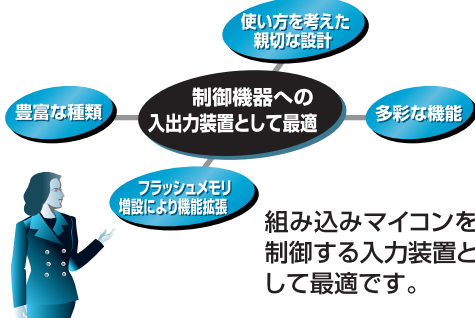 使い方を考えた
親切な設計
制御機器への
入出力装置として最適
豊富な種類
多彩な機能
フラッシュメモリ
増設により機能拡張
組み込みマイコンを
制御する入力装置と
して最適です。